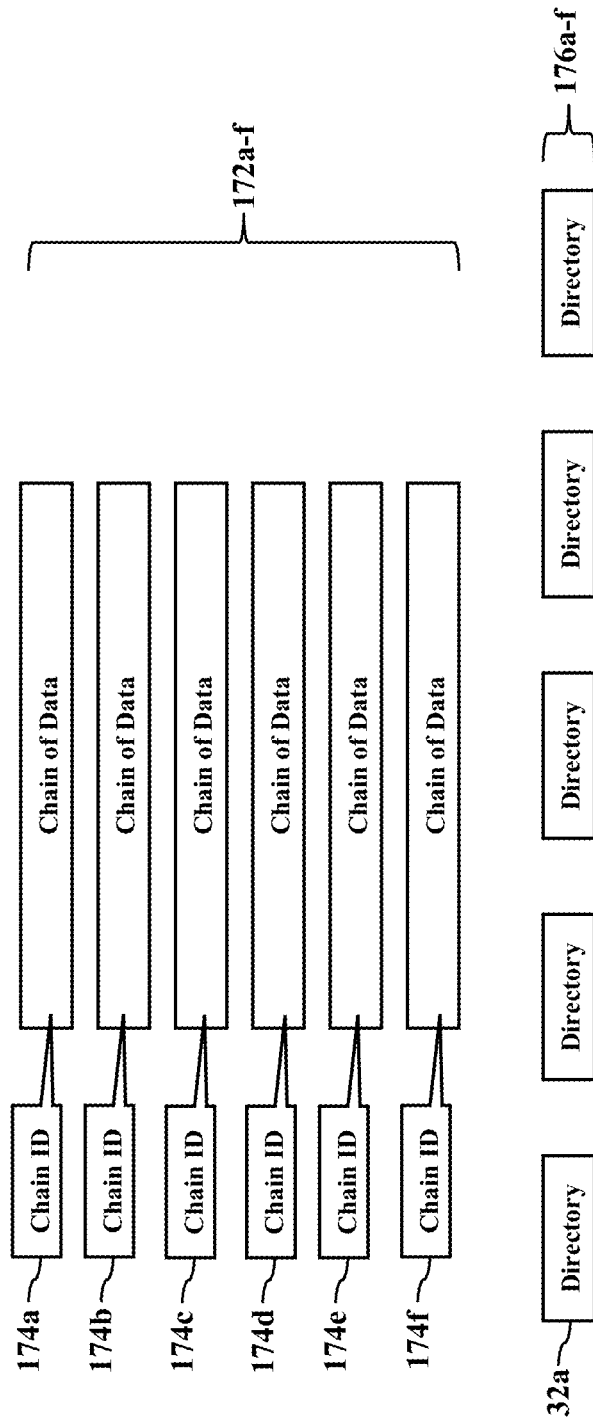 174a
Chain ID
Chain of Data
174b
Chain ID
Chain of Data
174c
Chain ID
Chain of Data
174d
Chain ID
Chain of Data
174e
Chain ID
Chain of Data
174f
Chain ID
Chain of Data
172a-f
32a
Directory
Directory
Directory
Directory
Directory
176a-f